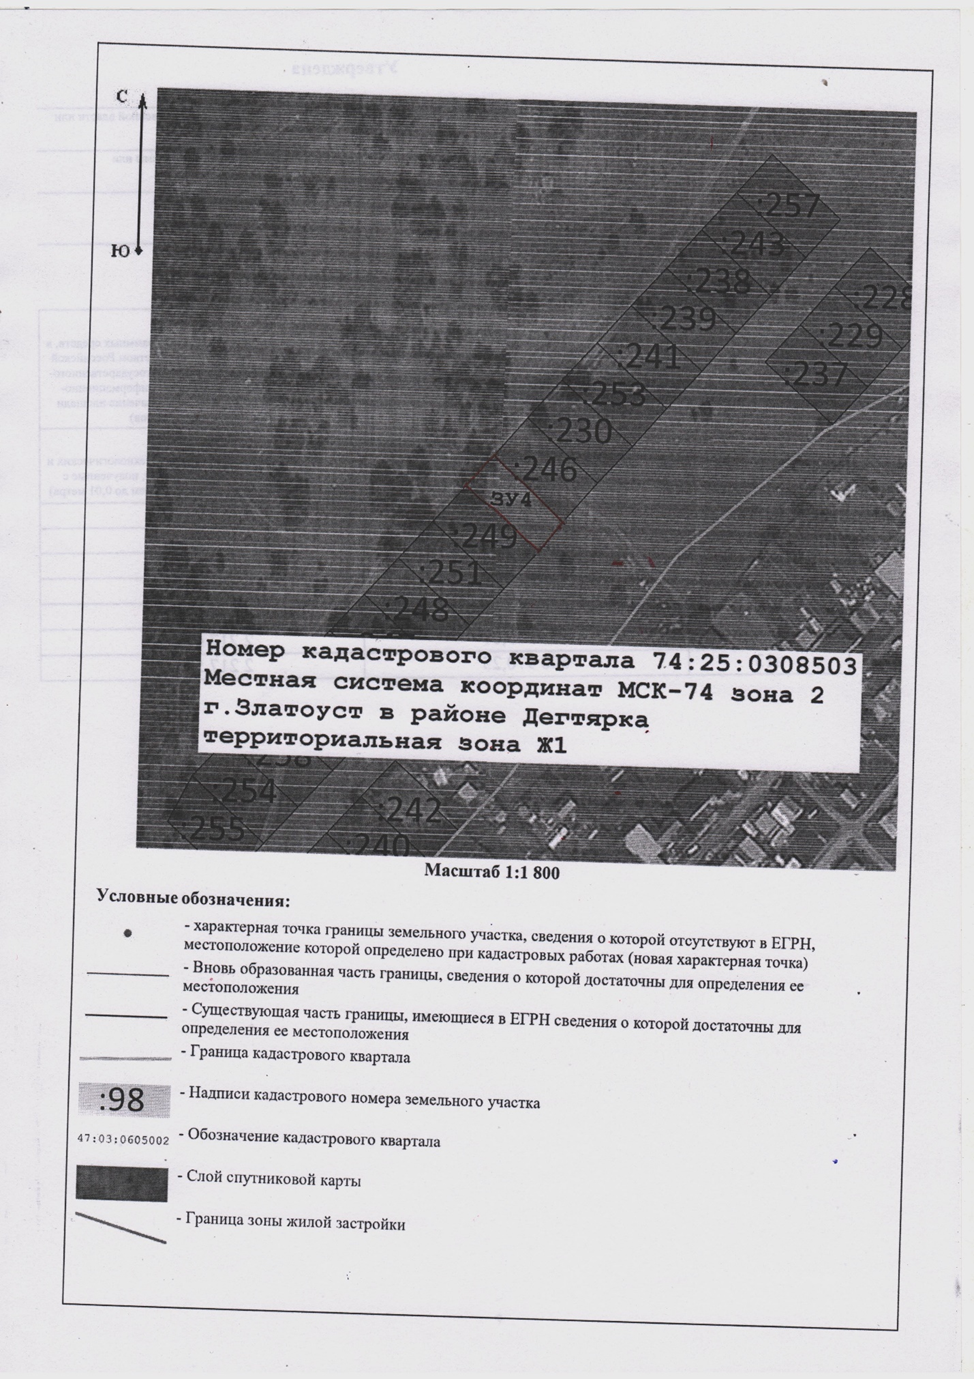 Утверждена
С
Ю
:257
:243
:238
:239
:241
:253
:230
:246
:228
:229
:237
ЗУ4
:249
:251
:248
Номер кадастрового квартала 74:25:0308503
Местная система координат МСК-74 зона 2
г.Златоуст в районе Дегтярка
территориальная зона Ж1
:258
:254
:255
:242
:240
Масштаб 1:1 800
Условные обозначения:
- характерная точка границы земельного участка, сведения о которой отсутствуют в ЕГРН,
местоположение которой определено при кадастровых работах (новая характерная точка)
- Вновь образованная часть границы, сведения о которой достаточны для определения ее
местоположения
- Существующая часть границы, имеющиеся в ЕГРН сведения о которой достаточны для
определения ее местоположения
- Граница кадастрового квартала
:98 - Надписи кадастрового номера земельного участка
47:03:0605002 - Обозначение кадастрового квартала
- Слой спутниковой карты
- Граница зоны жилой застройки